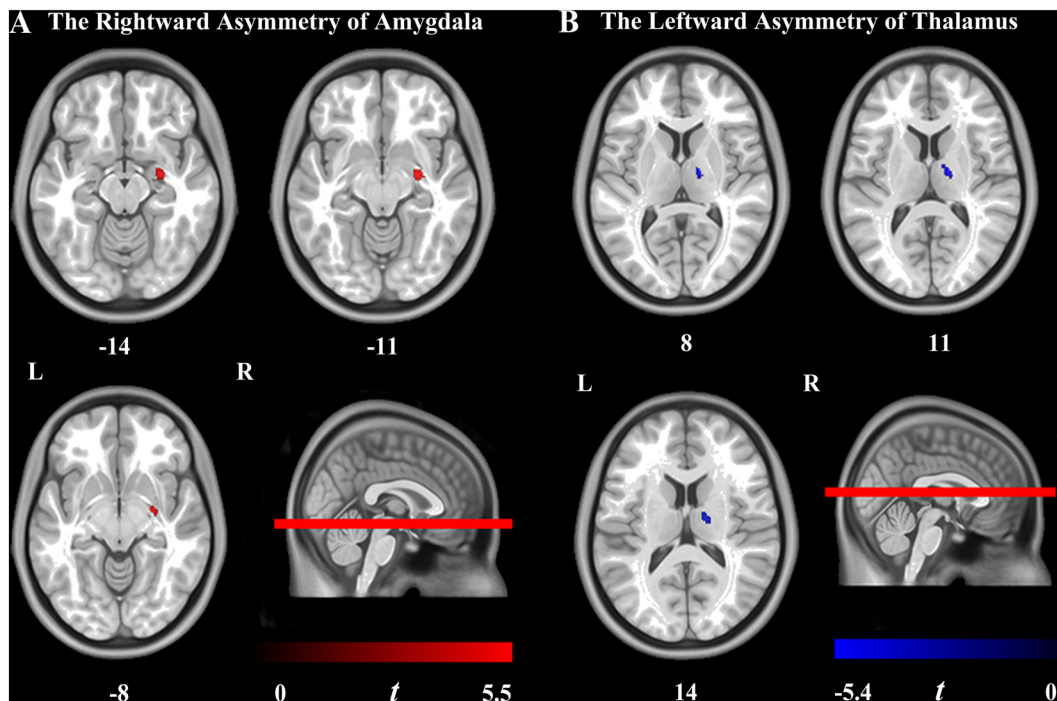 A The Rightward Asymmetry of Amygdala
-14 -11
L R
-8 0 t 5.5
B The Leftward Asymmetry of Thalamus
8 11
L R
14 -5.4 t 0